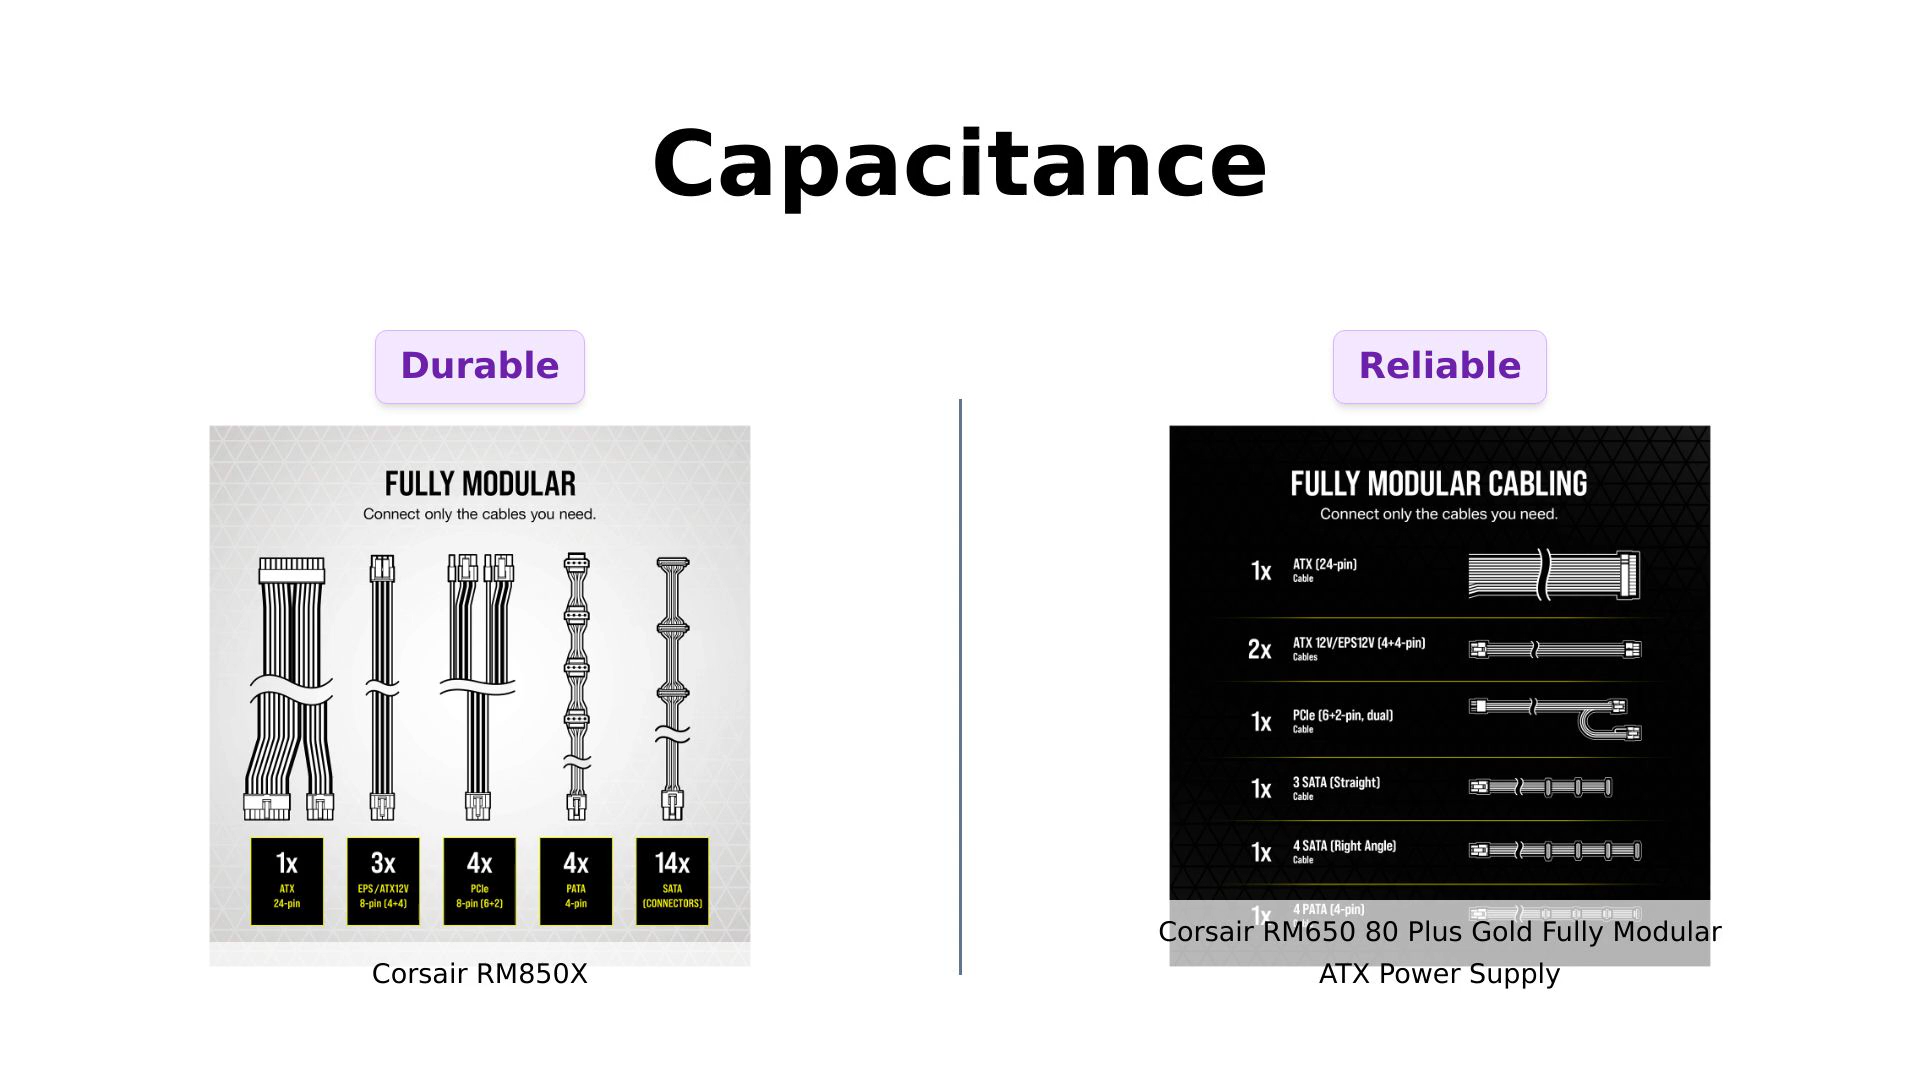 Capacitance
Durable
FULLY MODULAR
Connect only the cables you need.
1x
ATX
24-pin
3x
EPS/ATX12V
8-pin (4+4)
4x
PCIe
8-pin (6+2)
4x
PATA
4-pin
14x
SATA
(CONNECTORS)
Corsair RM850X
Reliable
FULLY MODULAR CABLING
Connect only the cables you need.
1x
ATX (24-pin)
Cable
2x
ATX 12V/EPS12V (4+4-pin)
Cables
1x
PCIe (6+2-pin, dual)
Cable
1x
3 SATA (Straight)
Cable
1x
4 SATA (Right Angle)
Cable
1x
4 PATA (4-pin)
Corsair RM650 80 Plus Gold Fully Modular
ATX Power Supply